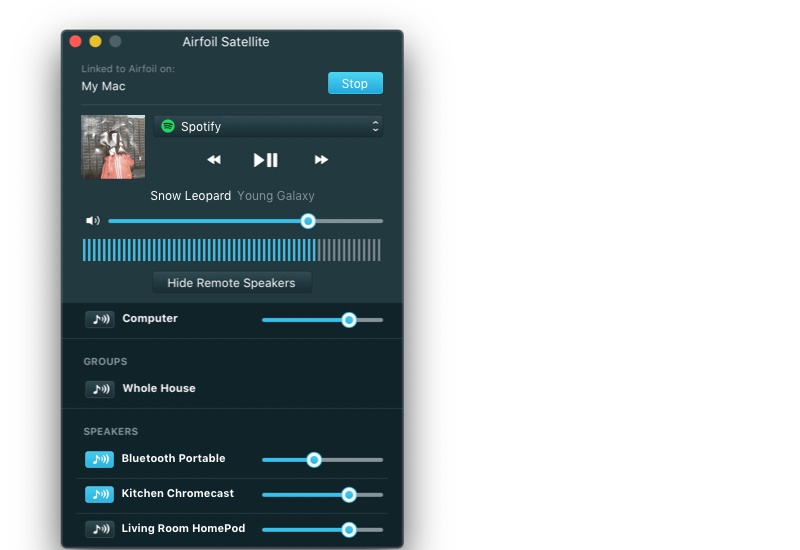 Airfoil Satellite
Linked to Airfoil on:
My Mac
Stop
Spotify
Snow Leopard Young Galaxy
Hide Remote Speakers
Computer
GROUPS
Whole House
SPEAKERS
Bluetooth Portable
Kitchen Chromecast
Living Room HomePod